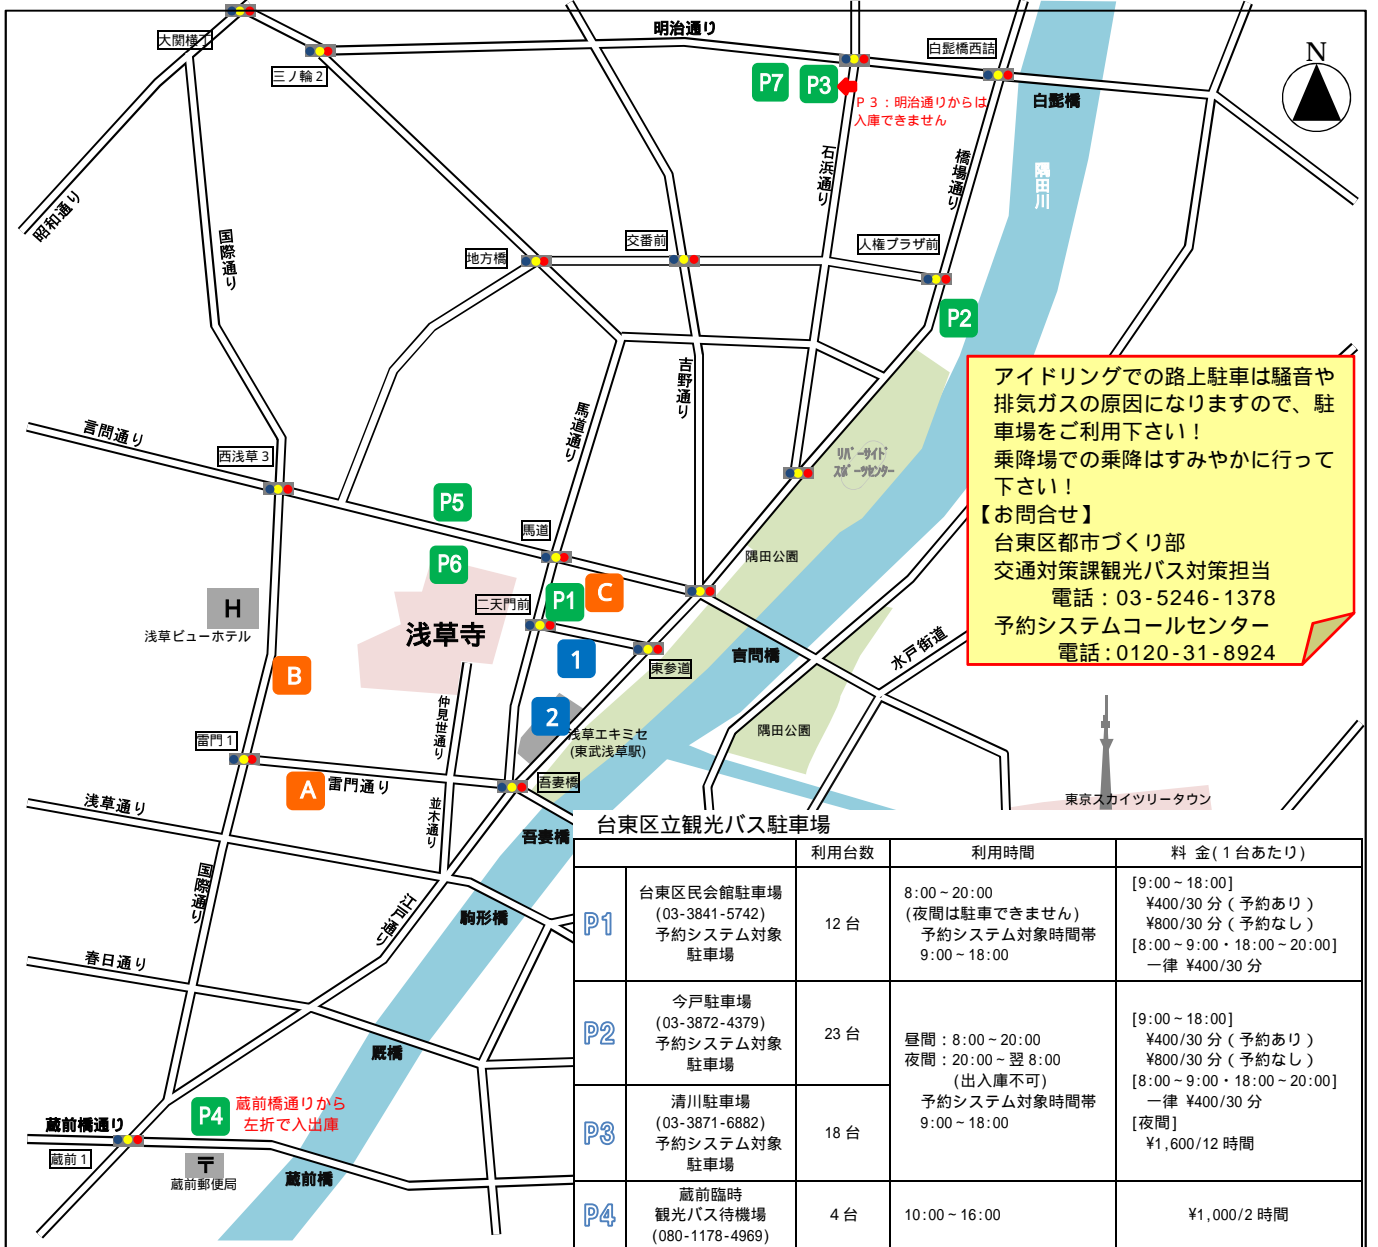 大関横丁
三ノ輪2
明治通り
白髭橋西詰
N
P7
P3
P3:明治通りからは
入庫できません
白髭橋
昭和通り
国際通り
石浜通り
橋場通り
隅田川
地方橋
交番前
人権プラザ前
P2
吉野通り
馬道通り
言問通り
西浅草3
リバーサイド
スポーツセンター
アイドリングでの路上駐車は騒音や
排気ガスの原因になりますので、駐
車場をご利用下さい!
乗降場での乗降はすみやかに行って
下さい!
【お問合せ】
台東区都市づくり部
交通対策課観光バス対策担当
電話:03-5246-1378
予約システムコールセンター
電話:0120-31-8924
P5
馬道
P6
隅田公園
C
P1
二天門前
H
浅草ビューホテル
浅草寺
1
東参道
言問橋
水戸街道
B
仲見世通り
2
浅草エキミセ
(東武浅草駅)
隅田公園
雷門1
A
雷門通り
吾妻橋
東京スカイツリータウン
浅草通り
並木通り
吾妻橋
国際通り
江戸通り
駒形橋
春日通り
厩橋
P4
蔵前橋通りから
左折で入出庫
蔵前橋通り
蔵前1
〒
蔵前郵便局
蔵前橋
台東区立観光バス駐車場
利用台数 利用時間 料 金(1台あたり)
P1
台東区民会館駐車場
(03-3841-5742)
予約システム対象
駐車場
12台
8:00~20:00
(夜間は駐車できません)
予約システム対象時間帯
9:00~18:00
[9:00~18:00]
¥400/30分(予約あり)
¥800/30分(予約なし)
[8:00~9:00・18:00~20:00]
一律 ¥400/30分
P2
今戸駐車場
(03-3872-4379)
予約システム対象
駐車場
23台
昼間:8:00~20:00
夜間:20:00~翌8:00
(出入庫不可)
予約システム対象時間帯
9:00~18:00
[9:00~18:00]
¥400/30分(予約あり)
¥800/30分(予約なし)
[8:00~9:00・18:00~20:00]
一律 ¥400/30分
[夜間]
¥1,600/12時間
P3
清川駐車場
(03-3871-6882)
予約システム対象
駐車場
18台
P4
蔵前臨時
観光バス待機場
(080-1178-4969)
4台
10:00~16:00
¥1,000/2時間